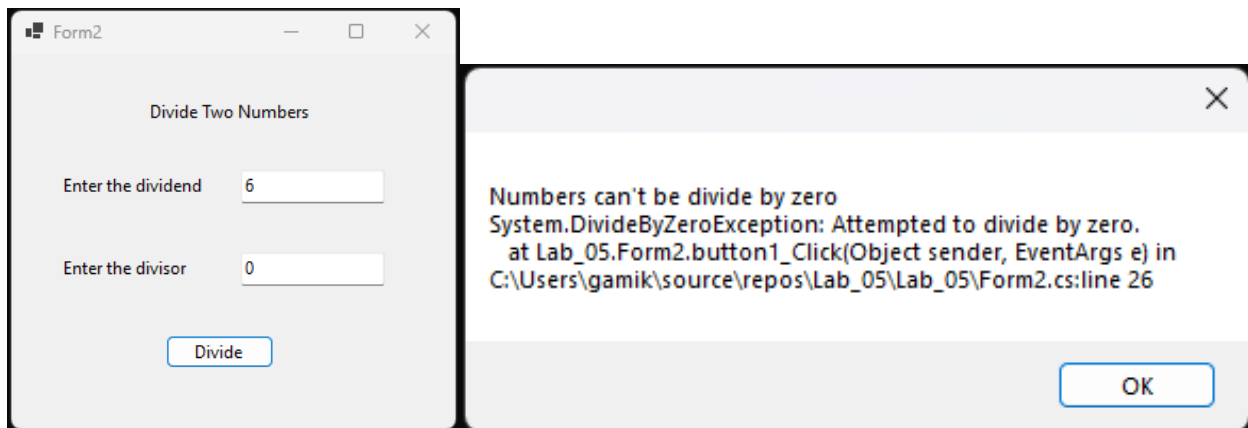 Form2
Divide Two Numbers
Enter the dividend 6
Enter the divisor 0
Divide
Numbers can't be divide by zero
System.DivideByZeroException: Attempted to divide by zero.
at Lab_05.Form2.button1_Click(Object sender, EventArgs e) in
C:\Users\gamik\source\repos\Lab_05\Lab_05\Form2.cs:line 26
OK